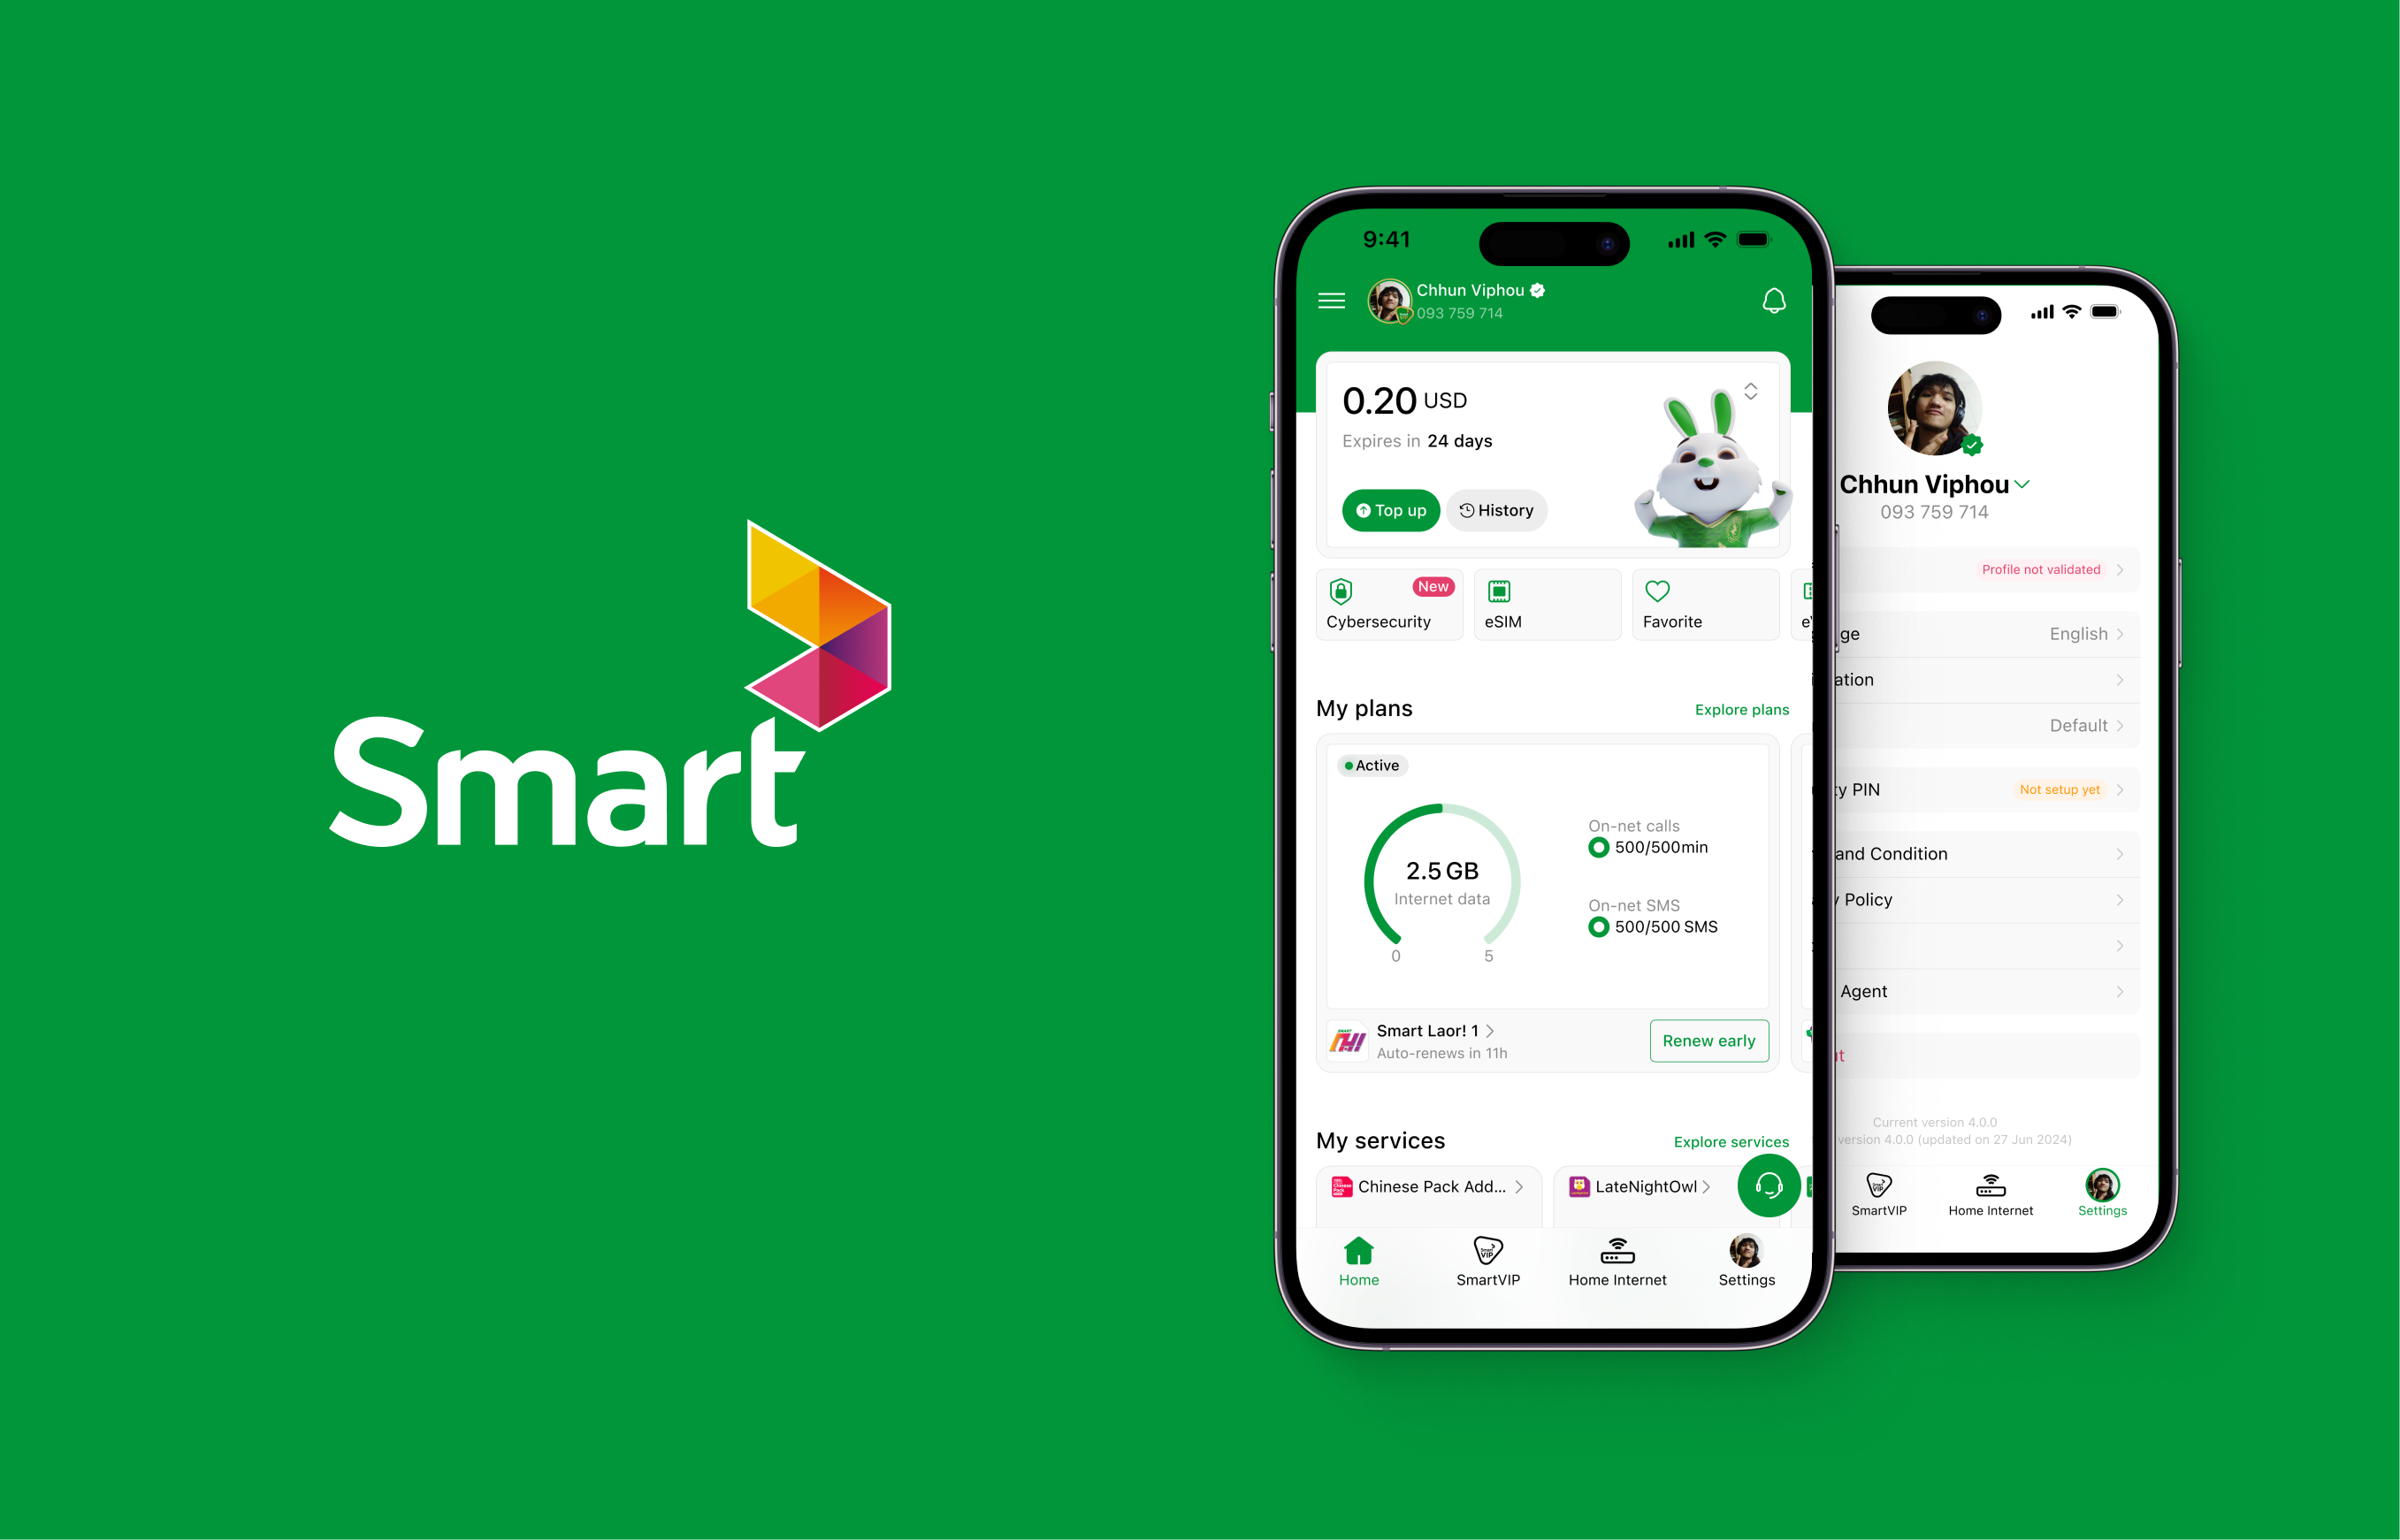 Smart
9:41
Chhun Viphou
093 759 714
0.20 USD
Expires in 24 days
Top up
History
New
Cybersecurity
eSIM
Favorite
My plans
Explore plans
Active
2.5 GB
Internet data
0
5
On-net calls
500/500min
On-net SMS
500/500 SMS
Smart Laor! 1
Auto-renews in 11h
Renew early
My services
Explore services
Chinese Pack Add...
LateNightOwl
Home
SmartVIP
Home Internet
Settings
Chhun Viphou
093 759 714
Profile not validated
English
Default
PIN
Not setup yet
and Condition
Policy
Agent
Current version 4.0.0
version 4.0.0 (updated on 27 Jun 2024)
SmartVIP
Home Internet
Settings